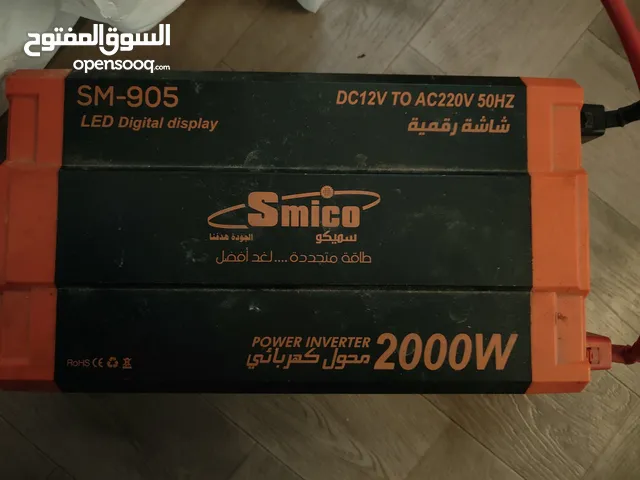 السوق المفتوح
opensooq.com
SM-905
DC12V TO AC220V 50HZ
LED Digital display
شاشة رقمية
Smico
سميكو
الجودة هدفنا
طاقة متجددة....لغد أفضل
POWER INVERTER
محول كهربائي
2000W
RoHS CE